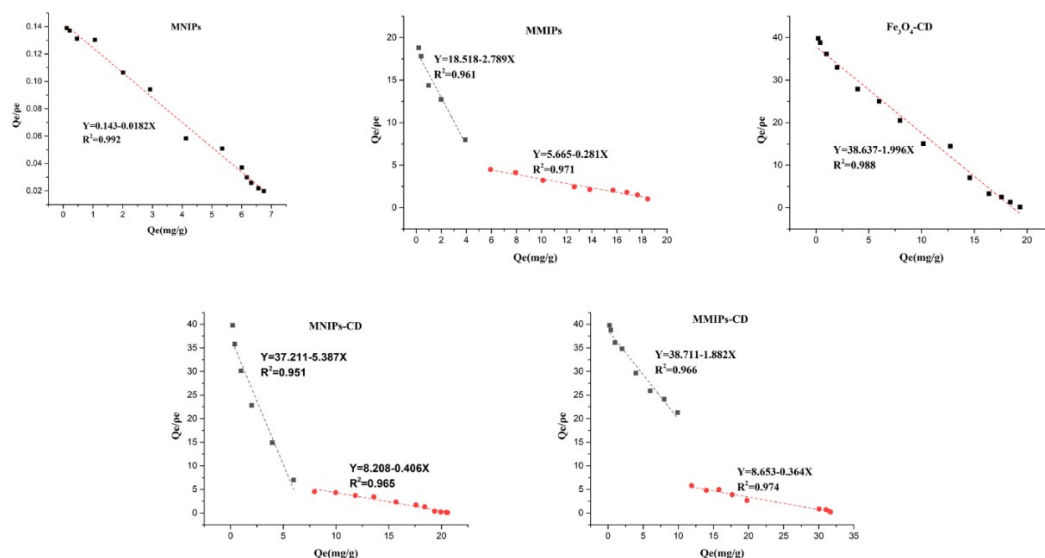 MNIPs
0.14
0.12
0.10
0.08
0.06
0.04
0.02
Qe/ρe
Y=0.143-0.0182X
R²=0.992
0 1 2 3 4 5 6 7
Qe(mg/g)
MMIPs
25
20
15
10
5
0
Qe/ρe
Y=18.518-2.789X
R²=0.961
Y=5.665-0.281X
R²=0.971
0 2 4 6 8 10 12 14 16 18 20
Qe(mg/g)
Fe₃O₄-CD
40
30
20
10
0
Qe/ρe
Y=38.637-1.996X
R²=0.988
0 5 10 15 20
Qe(mg/g)
MNIPs-CD
40
35
30
25
20
15
10
5
0
Qe/ρe
Y=37.211-5.387X
R²=0.951
Y=8.208-0.406X
R²=0.965
0 5 10 15 20
Qe(mg/g)
MMIPs-CD
40
35
30
25
20
15
10
5
0
Qe/ρe
Y=38.711-1.882X
R²=0.966
Y=8.653-0.364X
R²=0.974
0 5 10 15 20 25 30 35
Qe(mg/g)